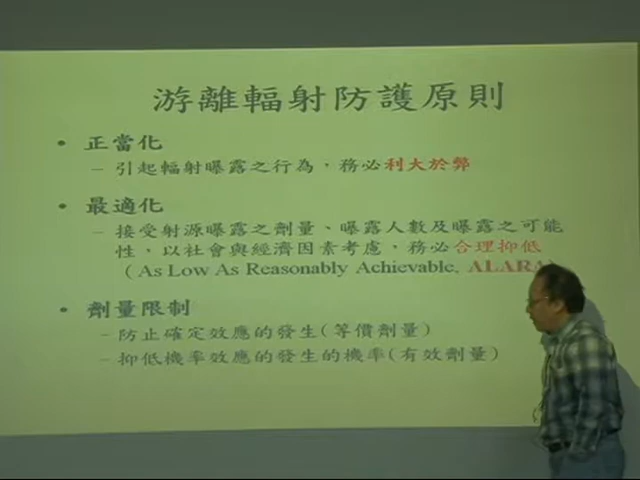 游離輻射防護原則
• 正當化
– 引起輻射曝露之行為，務必利大於弊
• 最適化
– 接受射源曝露之劑量、曝露人數及曝露之可能
性，以社會與經濟因素考慮，務必合理抑低
（As Low As Reasonably Achievable, ALARA）
• 劑量限制
– 防止確定效應的發生(等價劑量)
– 抑低機率效應的發生的機率(有效劑量)